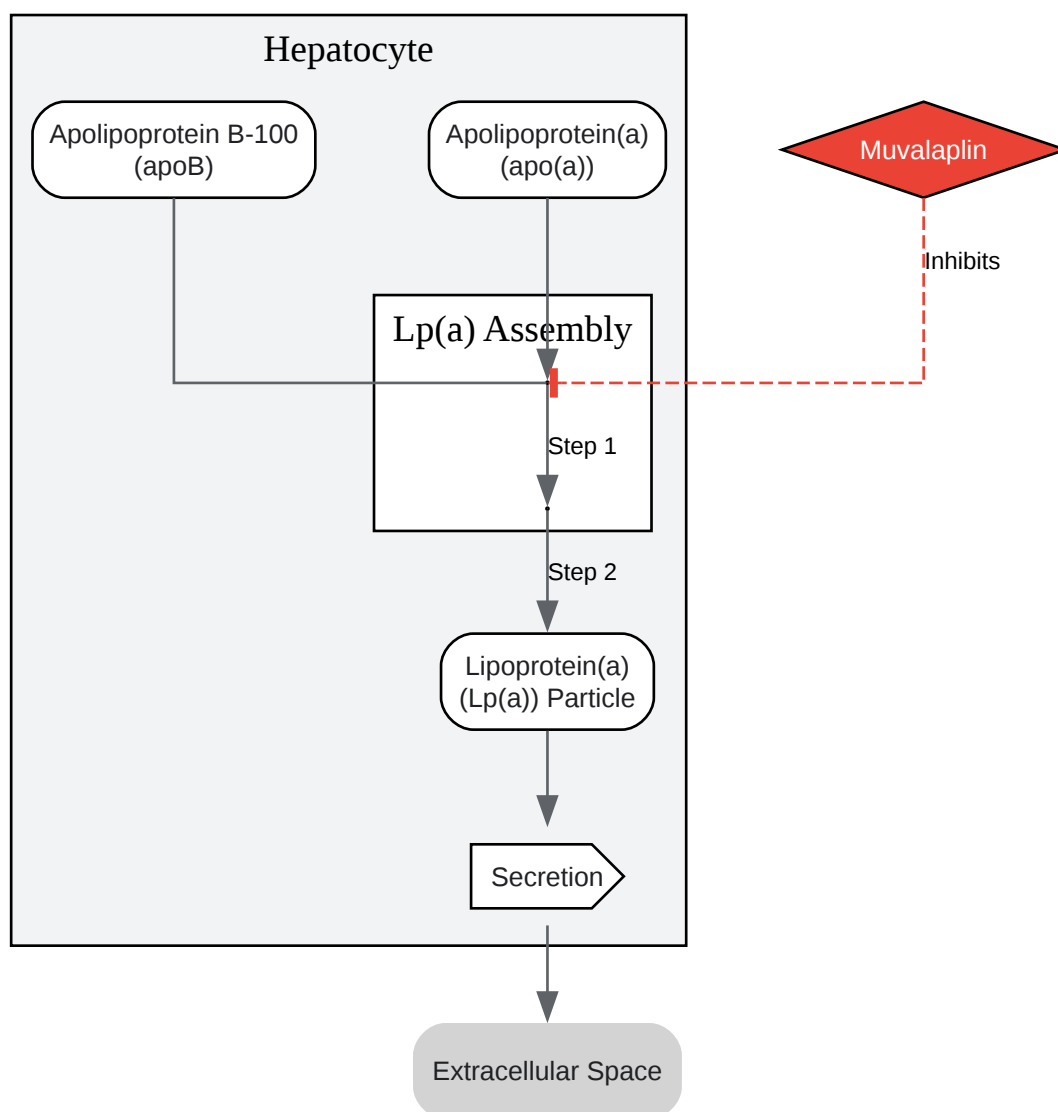 Hepatocyte
Apolipoprotein B-100
(apoB)
Apolipoprotein(a)
(apo(a))
Muvalaplin
Inhibits
Lp(a) Assembly
Step 1
Step 2
Lipoprotein(a)
(Lp(a)) Particle
Secretion
Extracellular Space